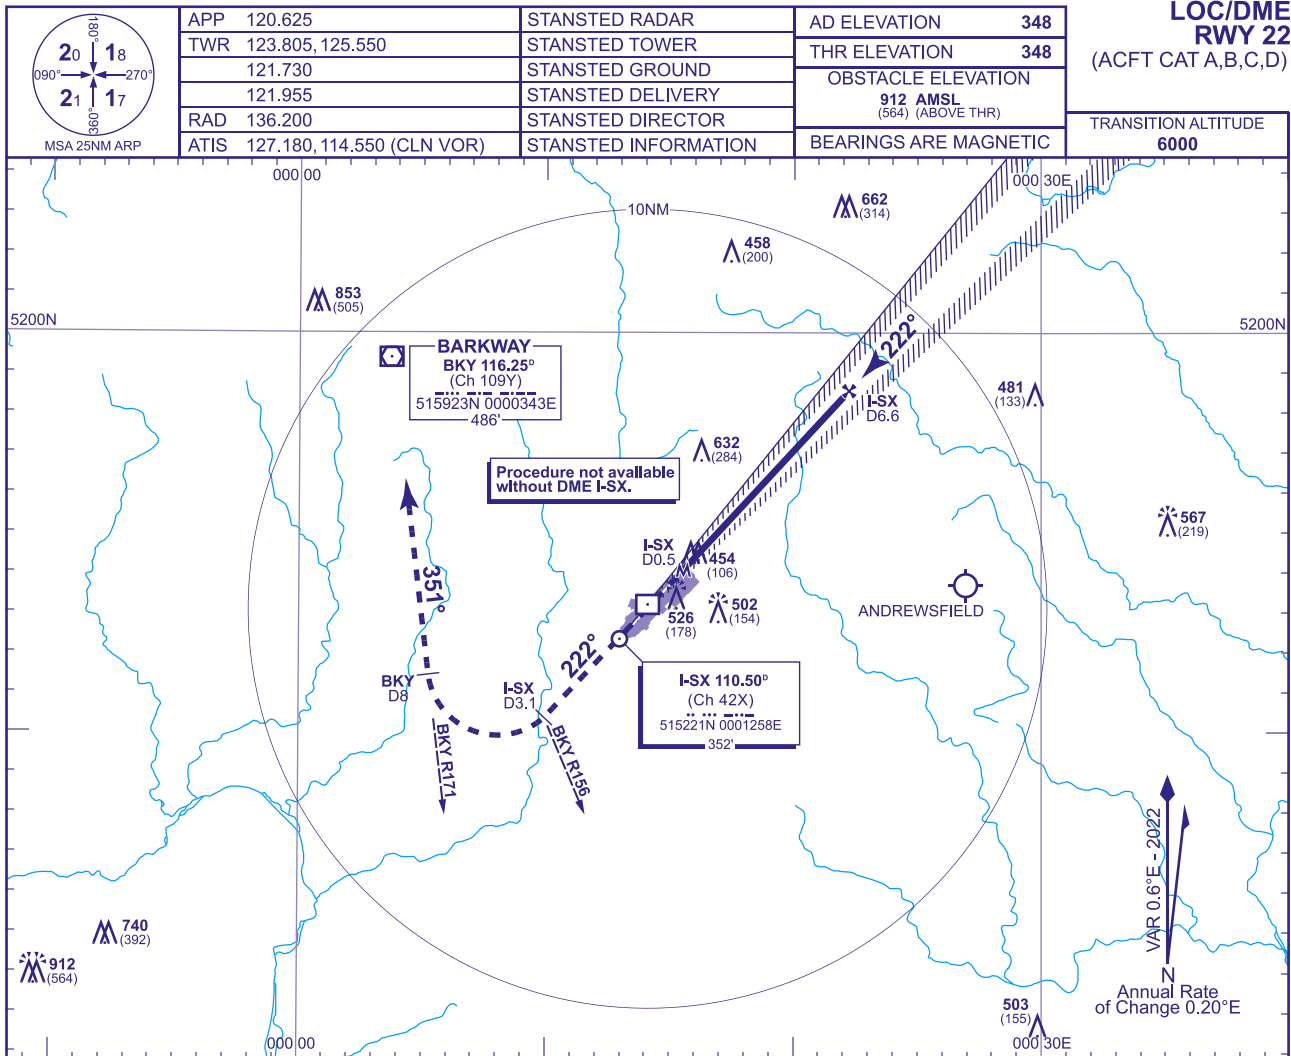 180°
20
18
090°
270°
21
17
360°
MSA 25NM ARP
APP 120.625 STANSTED RADAR
TWR 123.805, 125.550 STANSTED TOWER
121.730 STANSTED GROUND
121.955 STANSTED DELIVERY
RAD 136.200 STANSTED DIRECTOR
ATIS 127.180, 114.550 (CLN VOR) STANSTED INFORMATION
AD ELEVATION 348
THR ELEVATION 348
OBSTACLE ELEVATION
912 AMSL
(564) (ABOVE THR)
BEARINGS ARE MAGNETIC
LOC/DME
RWY 22
(ACFT CAT A,B,C,D)
TRANSITION ALTITUDE
6000
000 00
000 30E
10NM
662
(314)
458
(200)
853
(505)
5200N
5200N
222°
BARKWAY
BKY 116.25D
(Ch 109Y)
515923N 0000343E
486'
I-SX
D6.6
481
(133)
632
(284)
Procedure not available
without DME I-SX.
567
(219)
I-SX
D0.5
454
(106)
351°
526
(178)
502
(154)
ANDREWSFIELD
222°
BKY
D8
I-SX
D3.1
I-SX 110.50D
(Ch 42X)
515221N 0001258E
352'
BKY R171
BKY R156
VAR 0.6°E - 2022
N
Annual Rate
of Change 0.20°E
740
(392)
912
(564)
503
(155)
000 00
000 30E